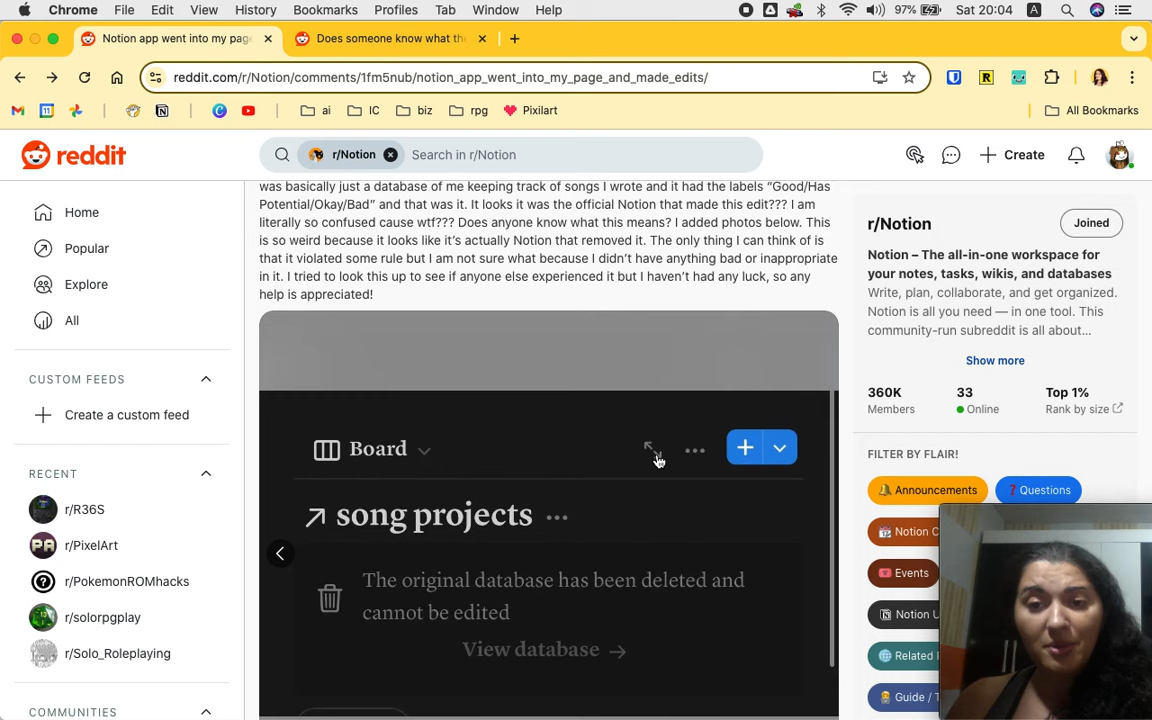 Chrome File Edit View History Bookmarks Profiles Tab Window Help 97% Sat 20:04
Notion app went into my page Does someone know what the
reddit.com/r/Notion/comments/1fm5nub/notion_app_went_into_my_page_and_made_edits/
ai IC biz rpg Pixilart All Bookmarks
reddit r/Notion Search in r/Notion Create
Home
Popular
Explore
All
CUSTOM FEEDS
Create a custom feed
RECENT
r/R36S
r/PixelArt
r/PokemonROMhacks
r/solorpgplay
r/Solo_Roleplaying
COMMUNITIES
was basically just a database of me keeping track of songs I wrote and it had the labels "Good/Has
Potential/Okay/Bad" and that was it. It looks it was the official Notion that made this edit??? I am
literally so confused cause wtf??? Does anyone know what this means? I added photos below. This
is so weird because it looks like it's actually Notion that removed it. The only thing I can think of is
that it violated some rule but I am not sure what because I didn't have anything bad or inappropriate
in it. I tried to look this up to see if anyone else experienced it but I haven't had any luck, so any
help is appreciated!
Board
song projects
The original database has been deleted and
cannot be edited
View database
r/Notion Joined
Notion – The all-in-one workspace for
your notes, tasks, wikis, and databases
Write, plan, collaborate, and get organized.
Notion is all you need — in one tool. This
community-run subreddit is all about...
Show more
360K 33 Top 1%
Members Online Rank by size
FILTER BY FLAIR!
Announcements Questions
Notion
Events
Notion
Related
Guide /